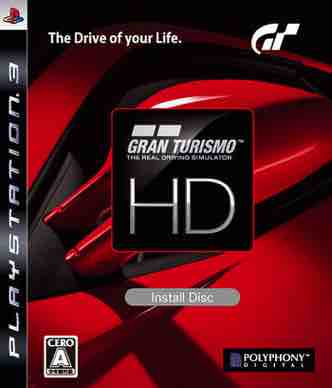 PLAYSTATION 3
The Drive of your Life.
GT
GRAN TURISMO™
THE REAL DRIVING SIMULATOR
HD
Install Disc
CERO
A
POLYPHONY
DIGITAL